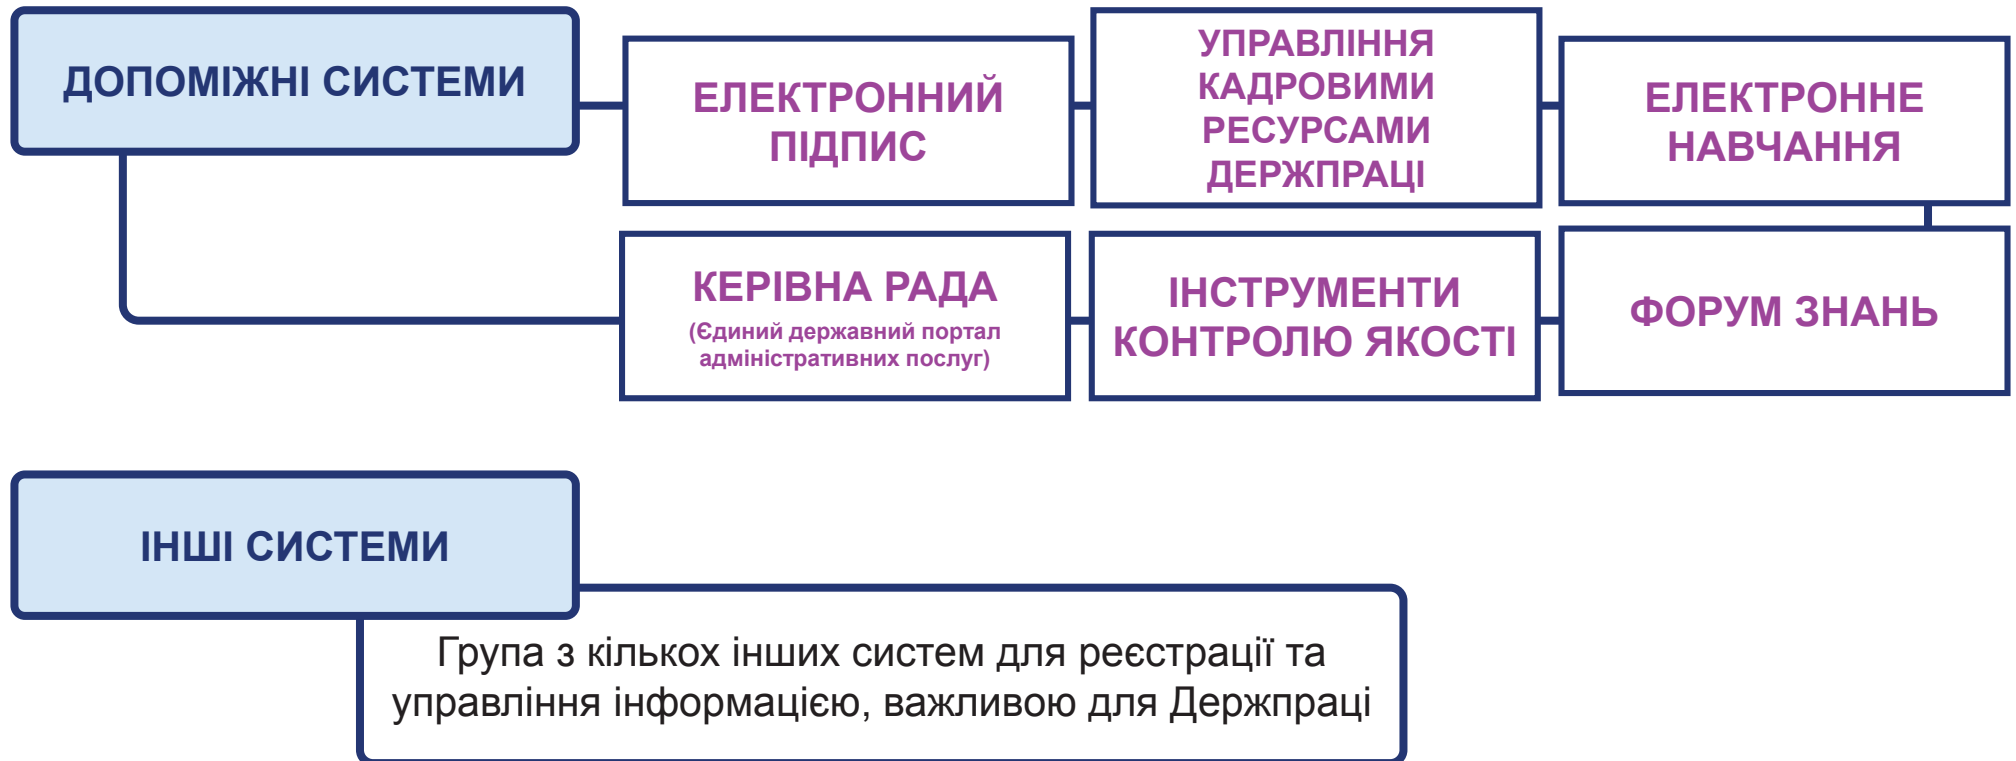 ДОПОМІЖНІ СИСТЕМИ
ЕЛЕКТРОННИЙ
ПІДПИС
УПРАВЛІННЯ
КАДРОВИМИ
РЕСУРСАМИ
ДЕРЖПРАЦІ
ЕЛЕКТРОННЕ
НАВЧАННЯ
КЕРІВНА РАДА
(Єдиний державний портал
адміністративних послуг)
ІНСТРУМЕНТИ
КОНТРОЛЮ ЯКОСТІ
ФОРУМ ЗНАНЬ
ІНШІ СИСТЕМИ
Група з кількох інших систем для реєстрації та
управління інформацією, важливою для Держпраці